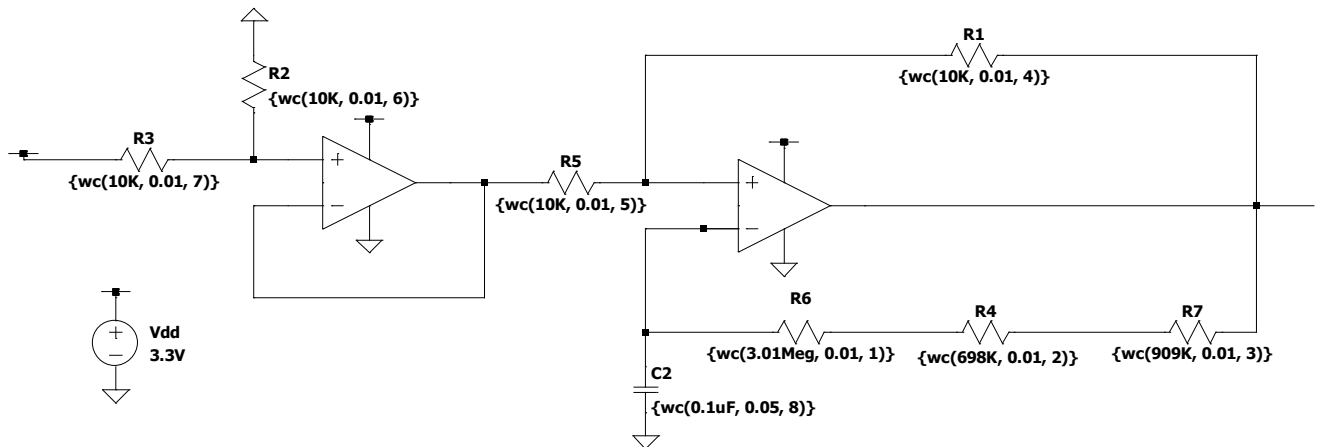 R1
{wc(10K, 0.01, 4)}
R2
{wc(10K, 0.01, 6)}
R3
{wc(10K, 0.01, 7)}
R5
{wc(10K, 0.01, 5)}
R6
{wc(3.01Meg, 0.01, 1)}
R4
{wc(698K, 0.01, 2)}
R7
{wc(909K, 0.01, 3)}
Vdd
3.3V
C2
{wc(0.1uF, 0.05, 8)}